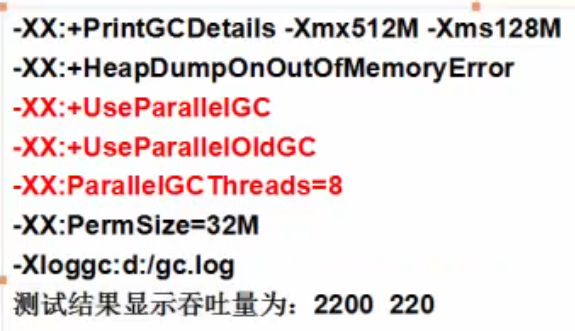 -XX:+PrintGCDetails -Xmx512M -Xms128M
-XX:+HeapDumpOnOutOfMemoryError
-XX:+UseParallelGC
-XX:+UseParallelOldGC
-XX:ParallelGCThreads=8
-XX:PermSize=32M
-Xloggc:d:/gc.log
测试结果显示吞吐量为：2200 220